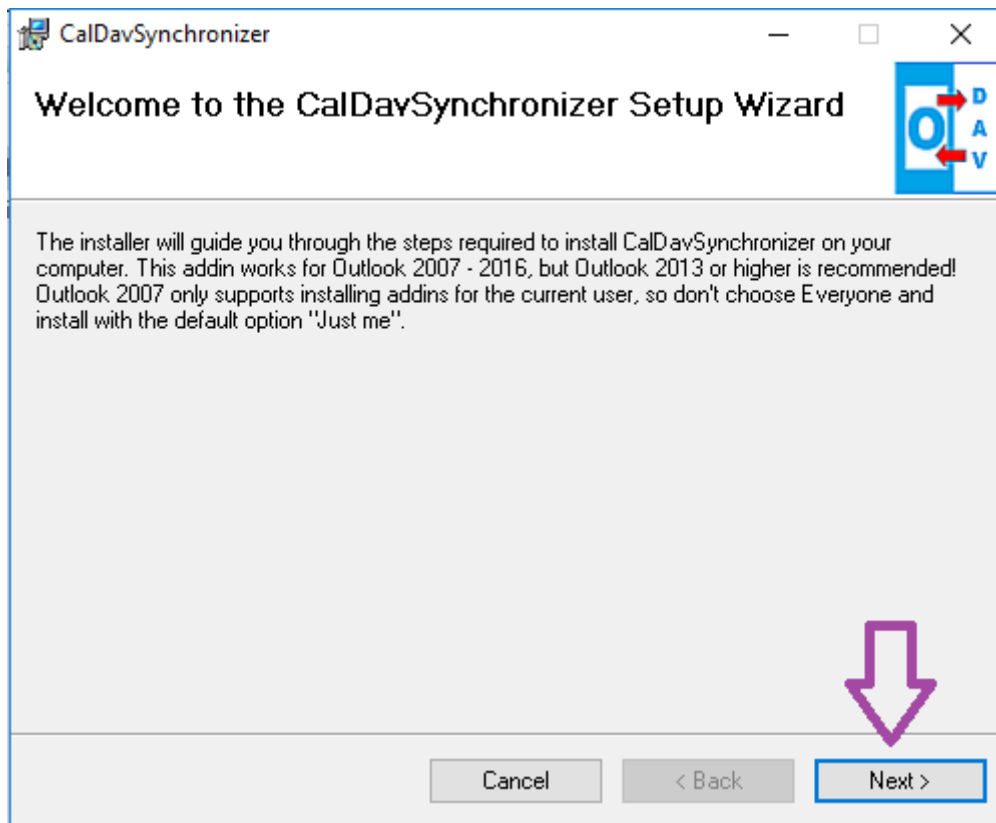 CalDavSynchronizer
Welcome to the CalDavSynchronizer Setup Wizard
O
D
A
V
The installer will guide you through the steps required to install CalDavSynchronizer on your
computer. This addin works for Outlook 2007 - 2016, but Outlook 2013 or higher is recommended!
Outlook 2007 only supports installing addins for the current user, so don't choose Everyone and
install with the default option "Just me".
Cancel
< Back
Next >